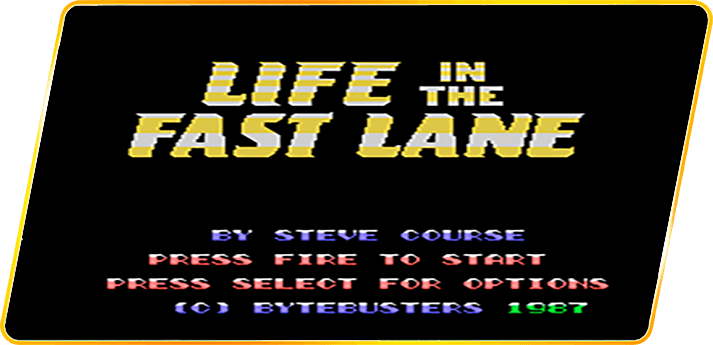 LIFE IN THE
FAST LANE
BY STEVE COURSE
PRESS FIRE TO START
PRESS SELECT FOR OPTIONS
(C) BYTEBUSTERS 1987